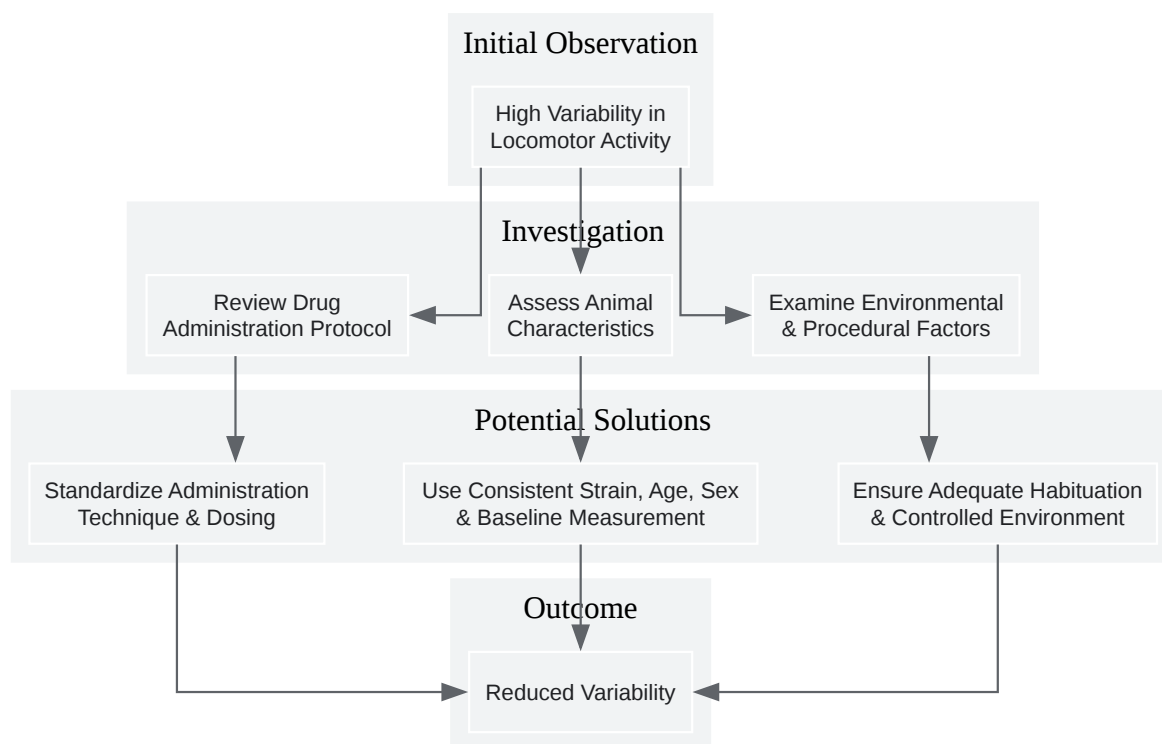 Initial Observation
High Variability in
Locomotor Activity
Investigation
Review Drug
Administration Protocol
Assess Animal
Characteristics
Examine Environmental
& Procedural Factors
Potential Solutions
Standardize Administration
Technique & Dosing
Use Consistent Strain, Age, Sex
& Baseline Measurement
Ensure Adequate Habituation
& Controlled Environment
Outcome
Reduced Variability